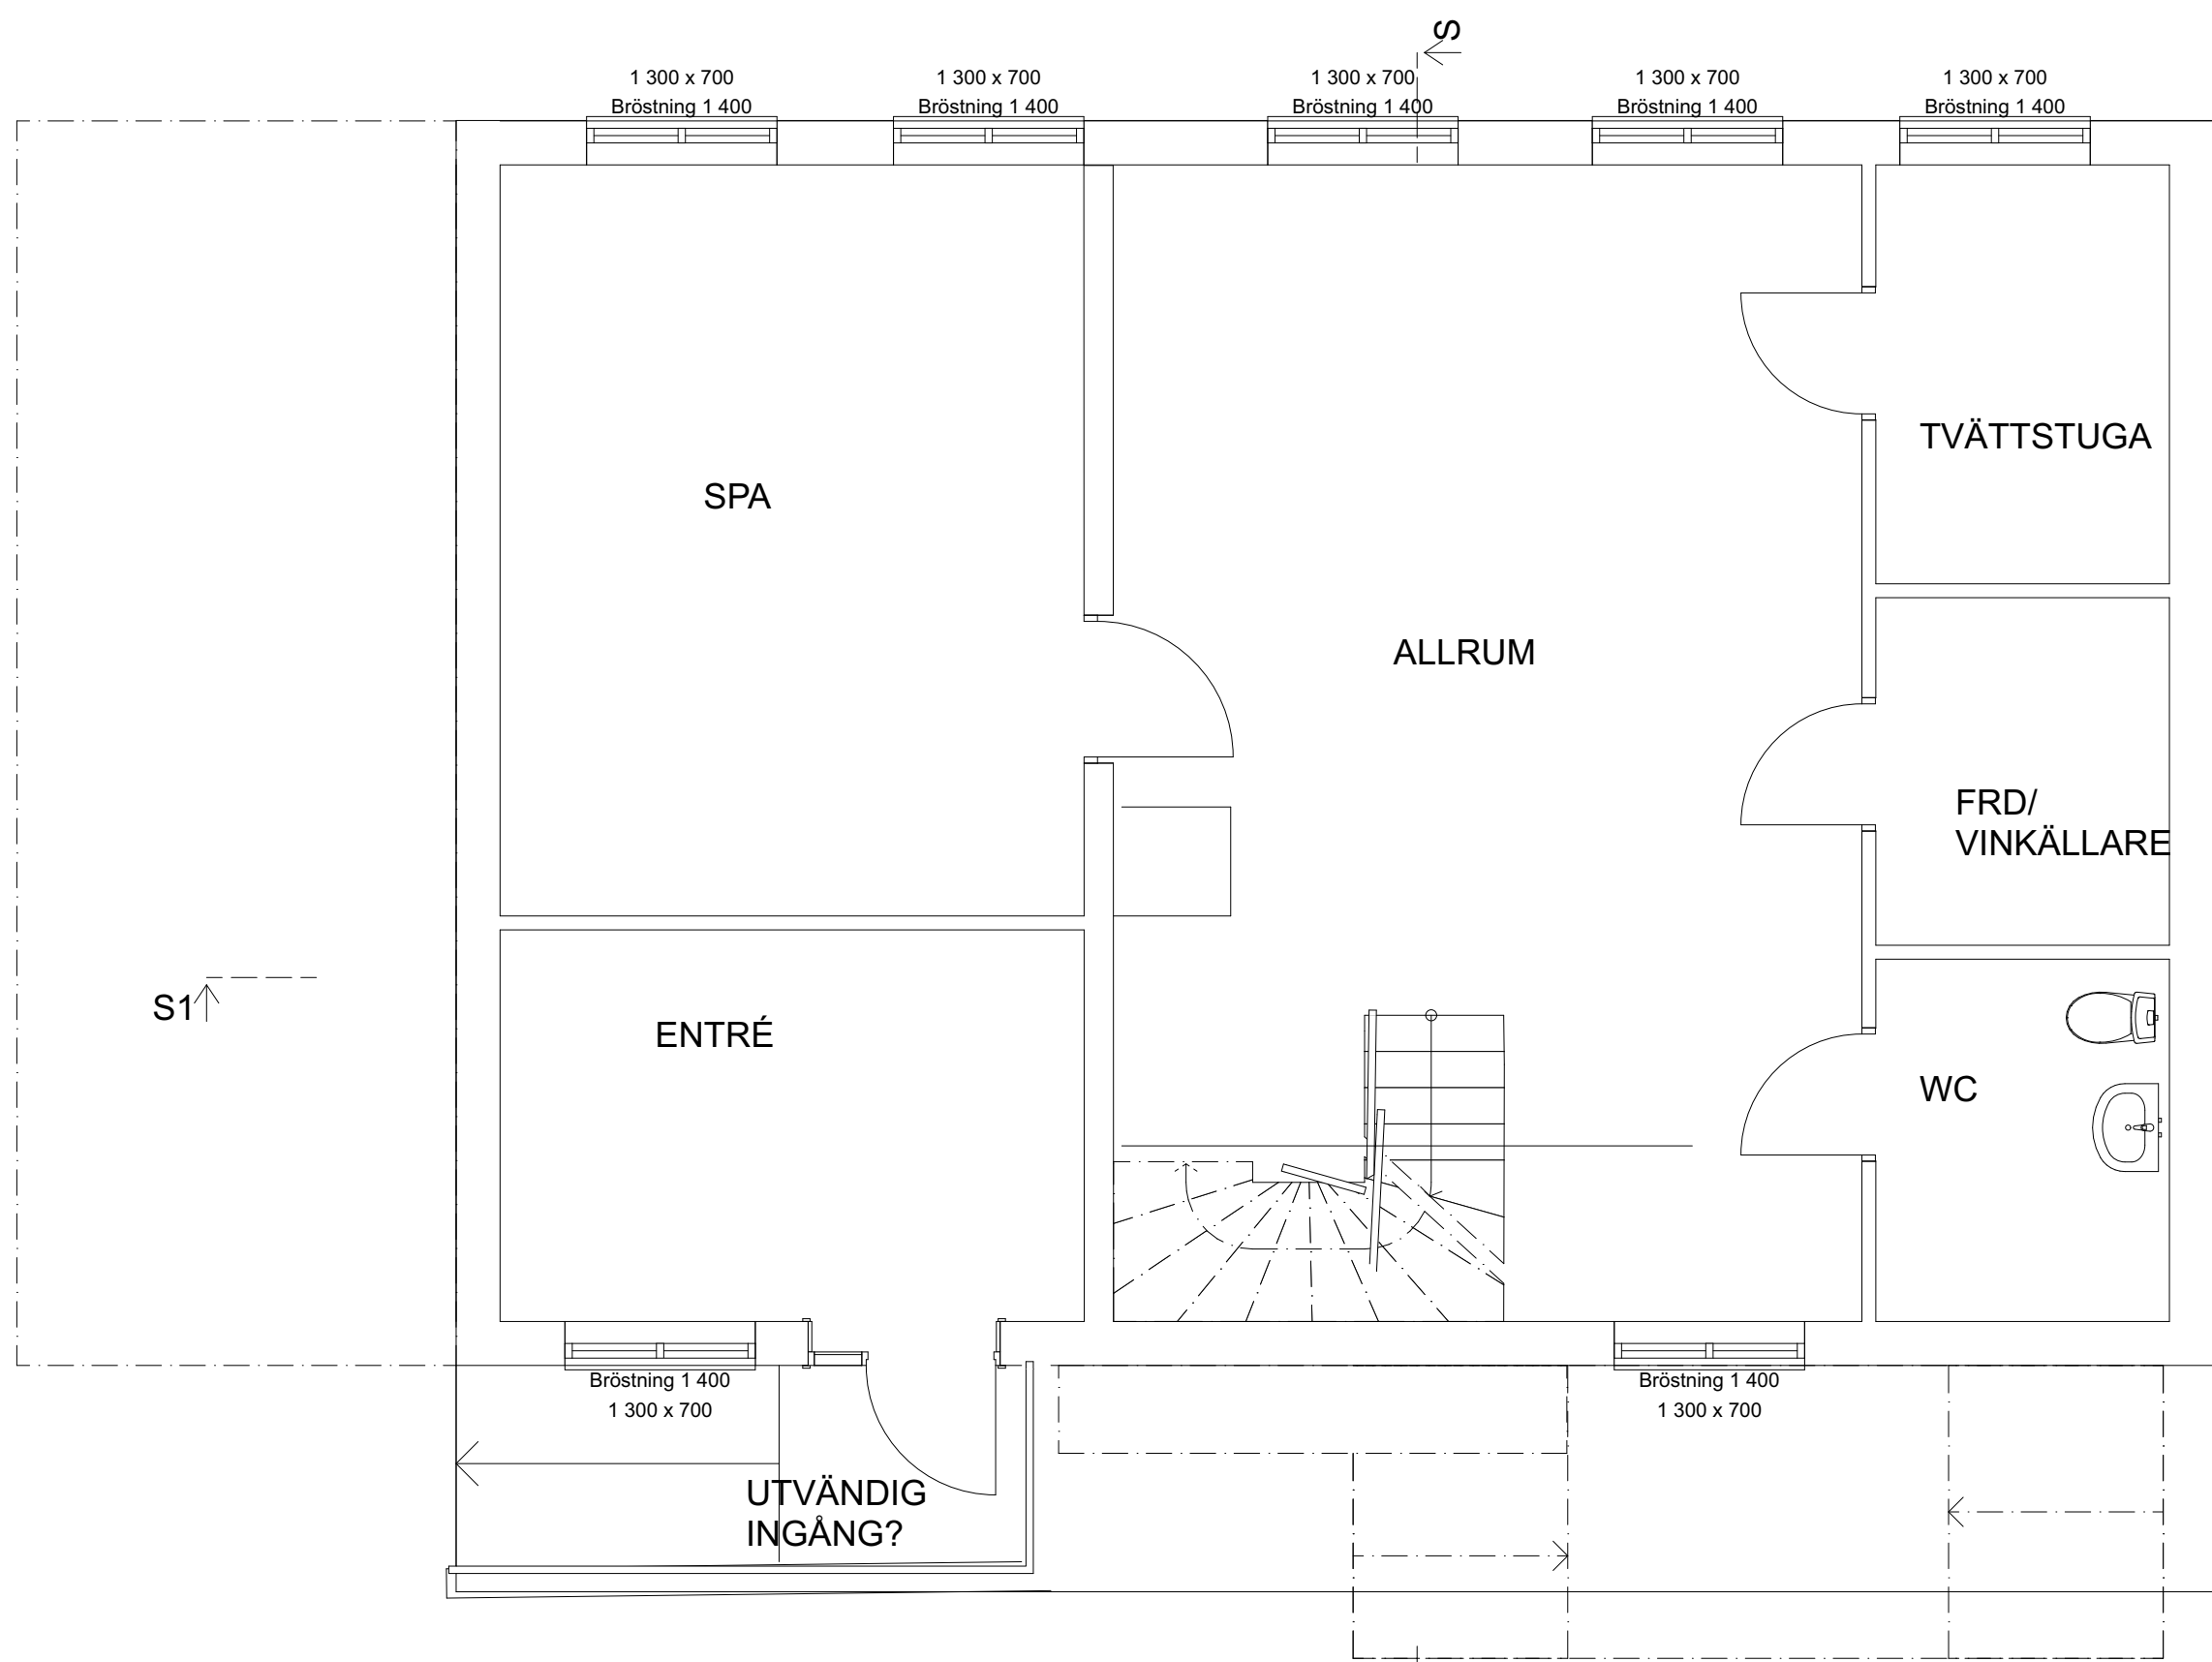 S
1 300 x 700
Bröstning 1 400
1 300 x 700
Bröstning 1 400
1 300 x 700
Bröstning 1 400
1 300 x 700
Bröstning 1 400
1 300 x 700
Bröstning 1 400
TVÄTTSTUGA
SPA
ALLRUM
FRD/
VINKÄLLARE
S1
ENTRÉ
WC
Bröstning 1 400
1 300 x 700
Bröstning 1 400
1 300 x 700
UTVÄNDIG
INGÅNG?